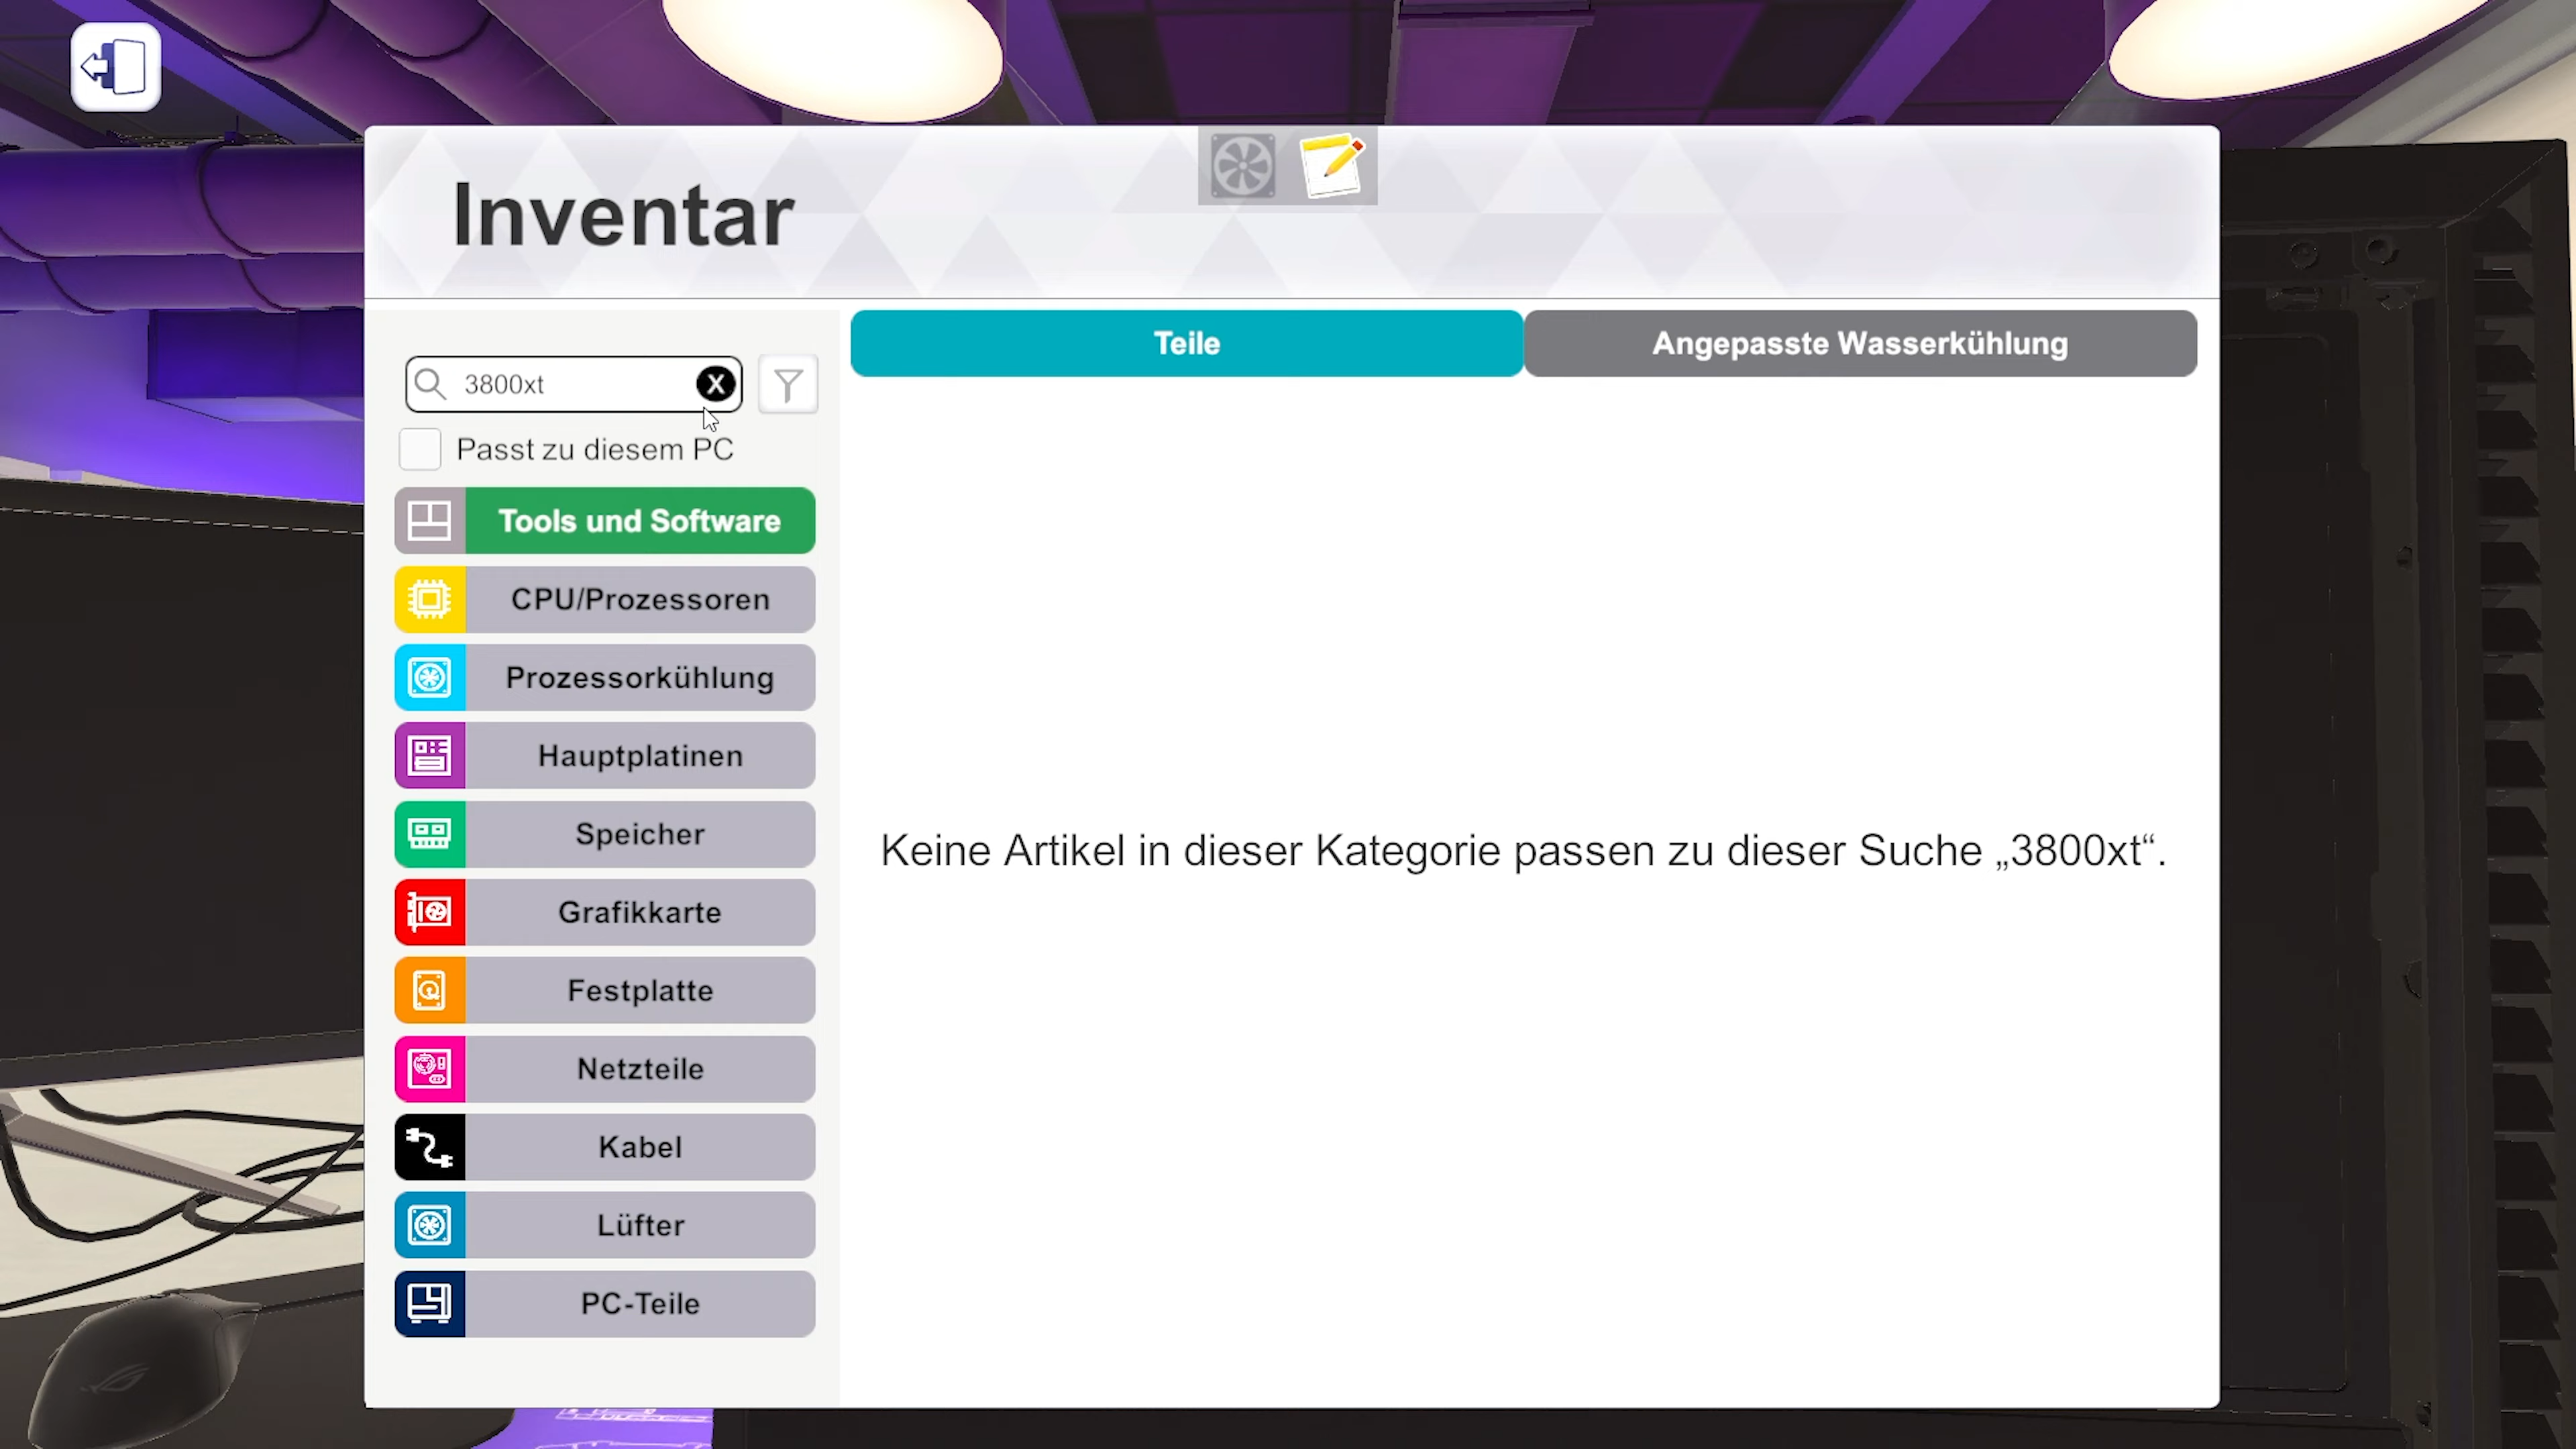 Inventar
3800xt
X
Passt zu diesem PC
Teile
Angepasste Wasserkühlung
Tools und Software
CPU/Prozessoren
Prozessorkühlung
Hauptplatinen
Speicher
Grafikkarte
Festplatte
Netzteile
Kabel
Lüfter
PC-Teile
Keine Artikel in dieser Kategorie passen zu dieser Suche „3800xt“.